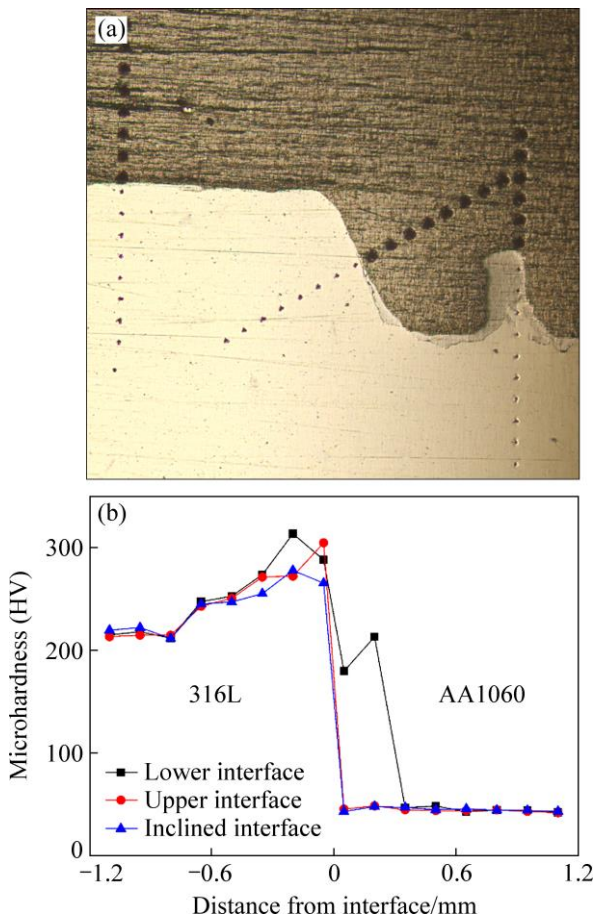 (a)
(b)
300
200
100
0
Microhardness (HV)
316L
AA1060
Lower interface
Upper interface
Inclined interface
−1.2
−0.6
0
0.6
1.2
Distance from interface/mm